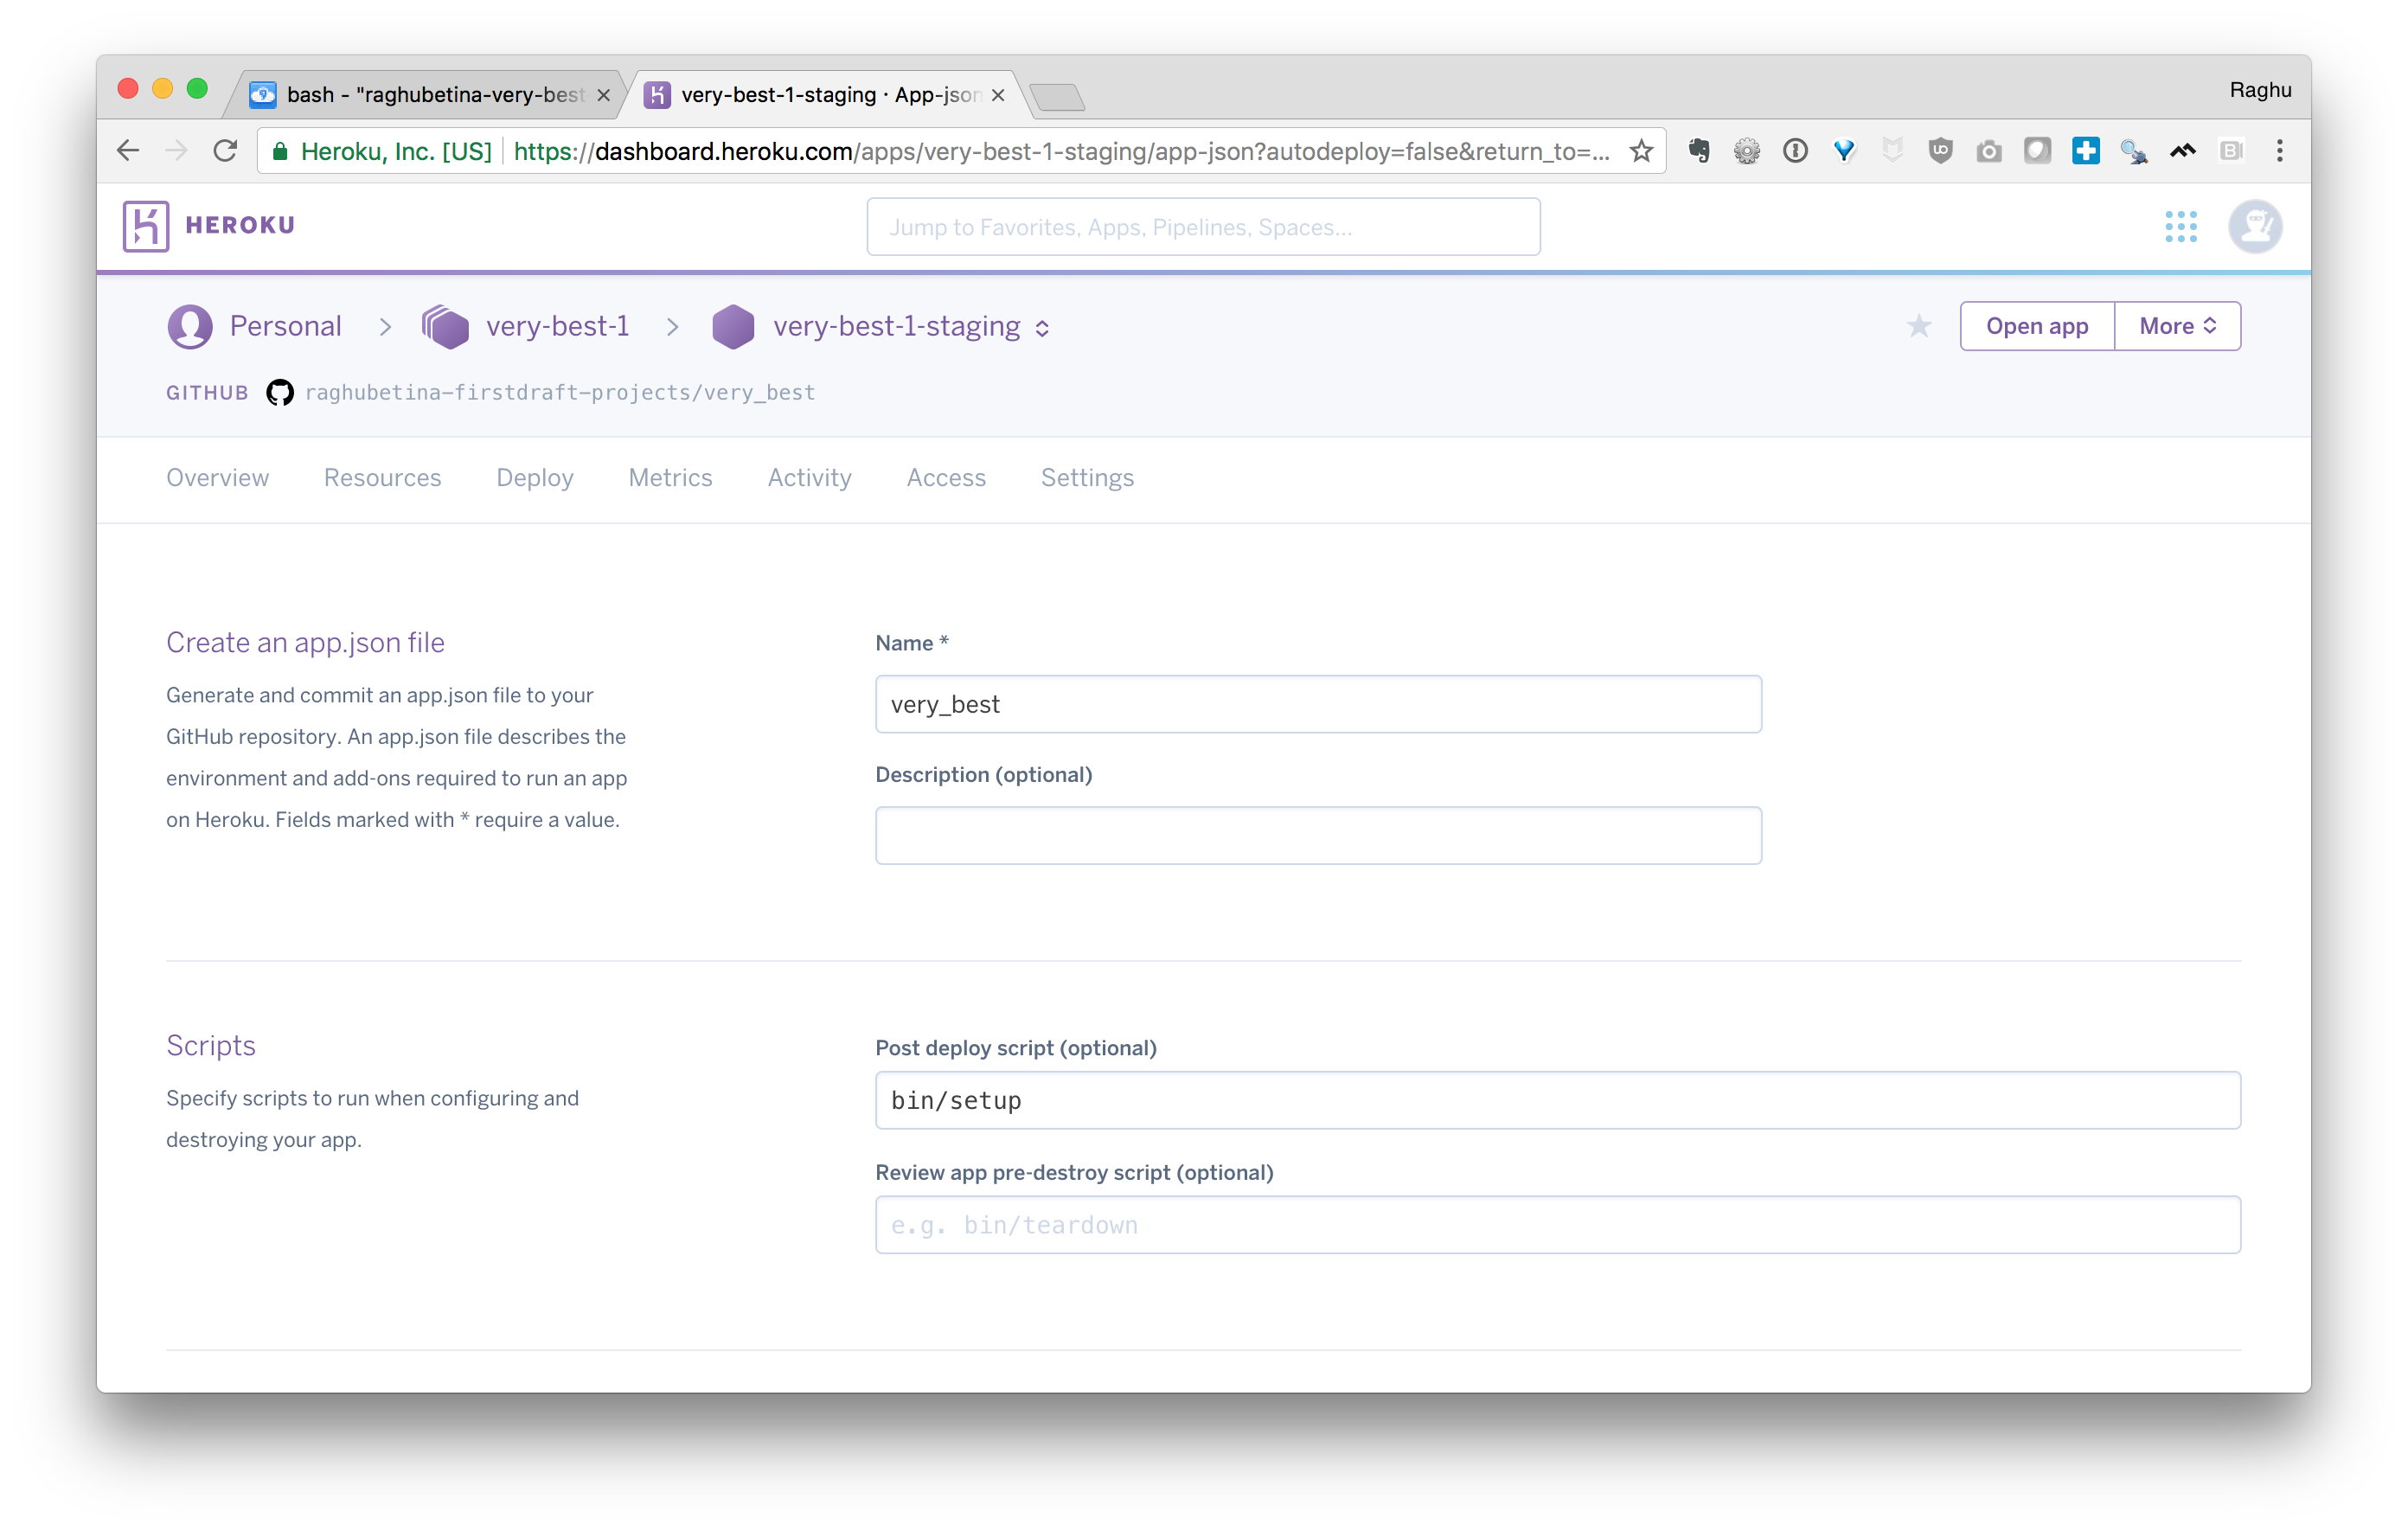 bash - "raghubetina-very-best
very-best-1-staging · App-json
Raghu
Heroku, Inc. [US]
https://dashboard.heroku.com/apps/very-best-1-staging/app-json?autodeploy=false&return_to=...
HEROKU
Jump to Favorites, Apps, Pipelines, Spaces...
Personal > very-best-1 > very-best-1-staging
Open app
More
GITHUB raghubetina-firstdraft-projects/very_best
Overview Resources Deploy Metrics Activity Access Settings
Create an app.json file
Generate and commit an app.json file to your
GitHub repository. An app.json file describes the
environment and add-ons required to run an app
on Heroku. Fields marked with * require a value.
Name *
very_best
Description (optional)
Scripts
Specify scripts to run when configuring and
destroying your app.
Post deploy script (optional)
bin/setup
Review app pre-destroy script (optional)
e.g. bin/teardown